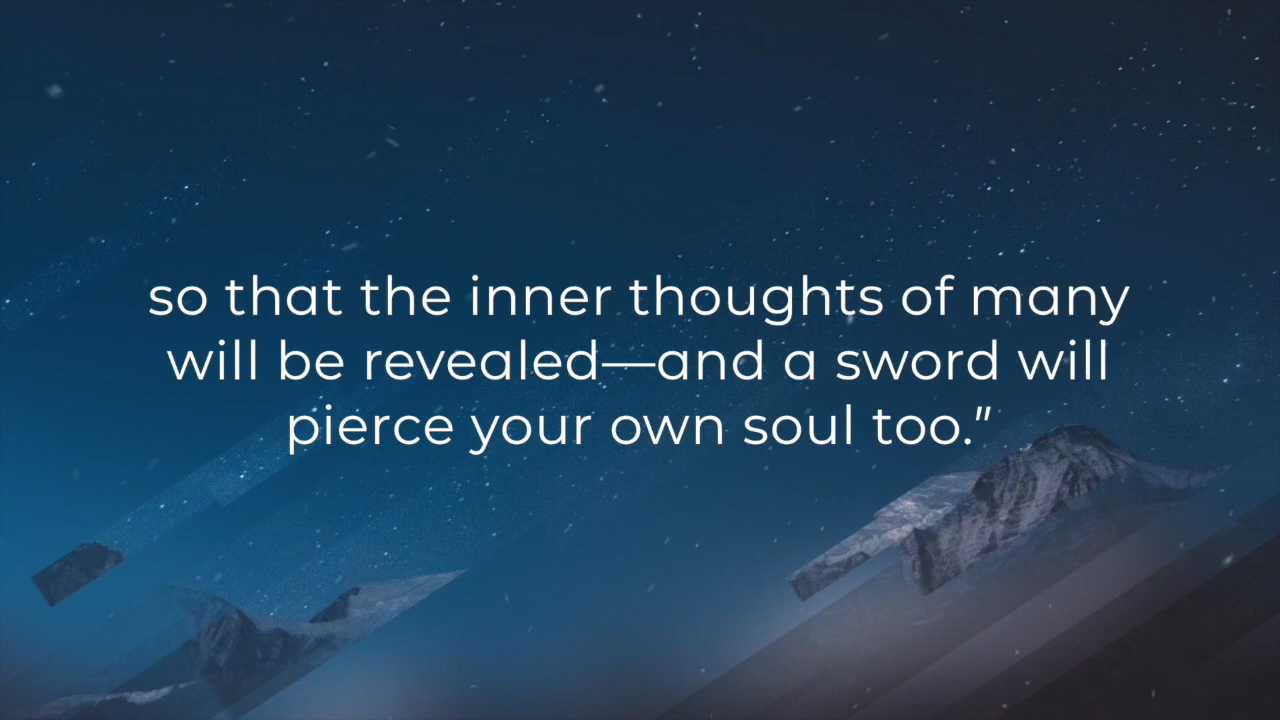 so that the inner thoughts of many
will be revealed—and a sword will
pierce your own soul too.”